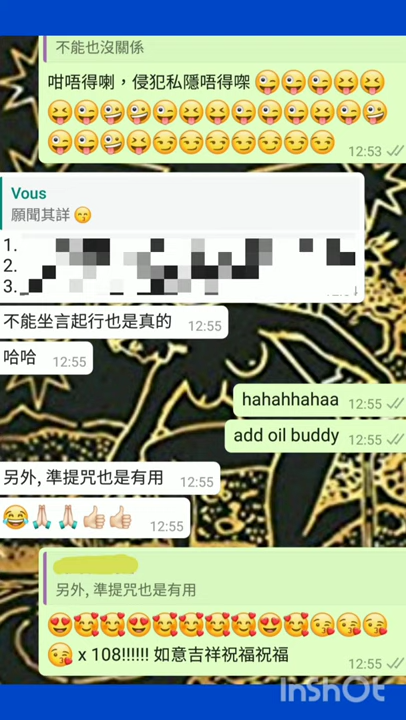 不能也沒關係
咁唔得喇，侵犯私隱唔得㗎 😜😜😜😝😝
😝😜🤪🤪😜😝😝😜😜😝😝😜🤪
😜😜🤪😝😏😏😏😏😏😏😏
12:53
Vous
願聞其詳 😙
1.
2.
3.
不能坐言起行也是真的
12:55
哈哈
12:55
hahahhahaa
12:55
add oil buddy
12:55
另外, 準提咒也是有用
12:55
😂🙏🏻🙏🏻👍🏻👍🏻
12:55
另外, 準提咒也是有用
😍🥰🥰😍🥰🥰🥰🥰😍🥰😘😘😘
😘 x 108!!!!!! 如意吉祥祝福祝福
12:55
InShOt